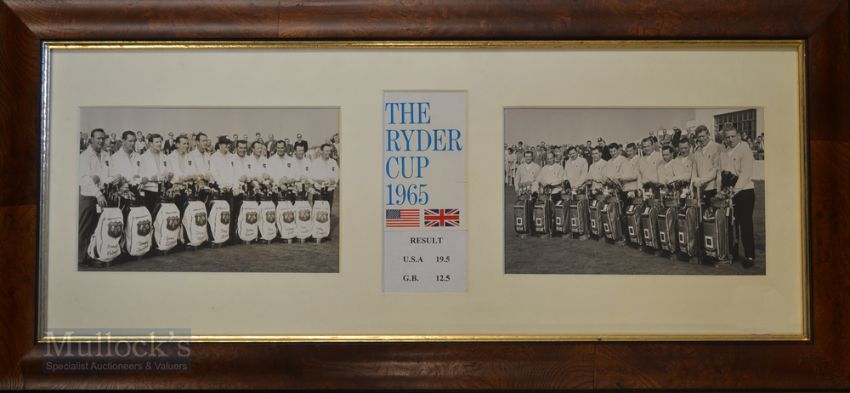 THE
RYDER
CUP
1965
RESULT
U.S.A 19.5
G.B. 12.5
Mullock's
Specialist Auctioneers & Valuers